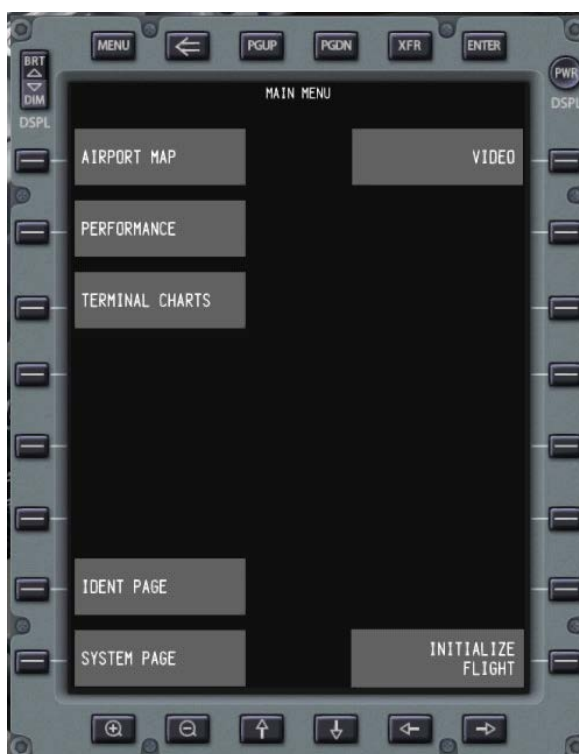 MENU
PGUP
PGDN
XFR
ENTER
BRT
DIM
DSPL
PWR
DSPL
MAIN MENU
AIRPORT MAP
VIDEO
PERFORMANCE
TERMINAL CHARTS
IDENT PAGE
SYSTEM PAGE
INITIALIZE
FLIGHT